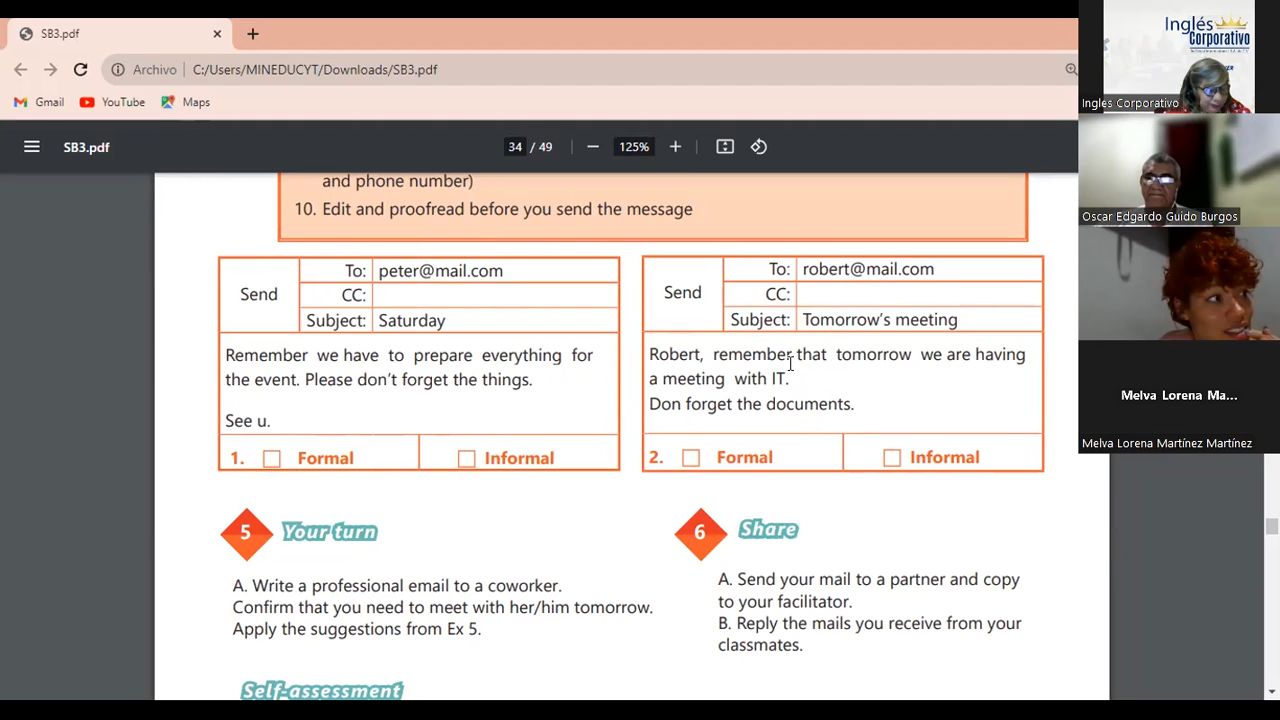 SB3.pdf
Archivo
C:/Users/MINEDUCYT/Downloads/SB3.pdf
Gmail
YouTube
Maps
SB3.pdf
34 / 49
125%
and phone number)
10. Edit and proofread before you send the message
Send
To: peter@mail.com
CC:
Subject: Saturday
Remember we have to prepare everything for
the event. Please don't forget the things.
See u.
1. Formal
Informal
Send
To: robert@mail.com
CC:
Subject: Tomorrow's meeting
Robert, remember that tomorrow we are having
a meeting with IT.
Don forget the documents.
2. Formal
Informal
5 Your turn
A. Write a professional email to a coworker.
Confirm that you need to meet with her/him tomorrow.
Apply the suggestions from Ex 5.
6 Share
A. Send your mail to a partner and copy
to your facilitator.
B. Reply the mails you receive from your
classmates.
Self-assessment
Inglés
Corporativo
Inglés Corporativo
Oscar Edgardo Guido Burgos
Melva Lorena Ma...
Melva Lorena Martínez Martínez